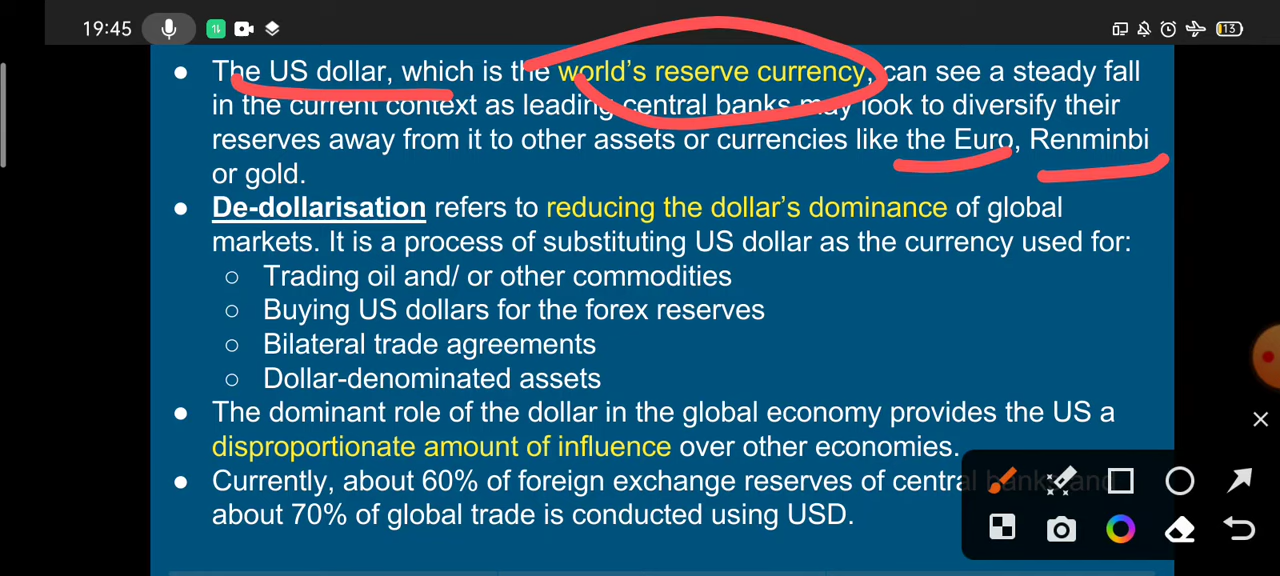 19:45
13
The US dollar, which is the world's reserve currency, can see a steady fall
in the current context as leading central banks may look to diversify their
reserves away from it to other assets or currencies like the Euro, Renminbi
or gold.
De-dollarisation refers to reducing the dollar's dominance of global
markets. It is a process of substituting US dollar as the currency used for:
Trading oil and/ or other commodities
Buying US dollars for the forex reserves
Bilateral trade agreements
Dollar-denominated assets
The dominant role of the dollar in the global economy provides the US a
disproportionate amount of influence over other economies.
Currently, about 60% of foreign exchange reserves of central banks and
about 70% of global trade is conducted using USD.